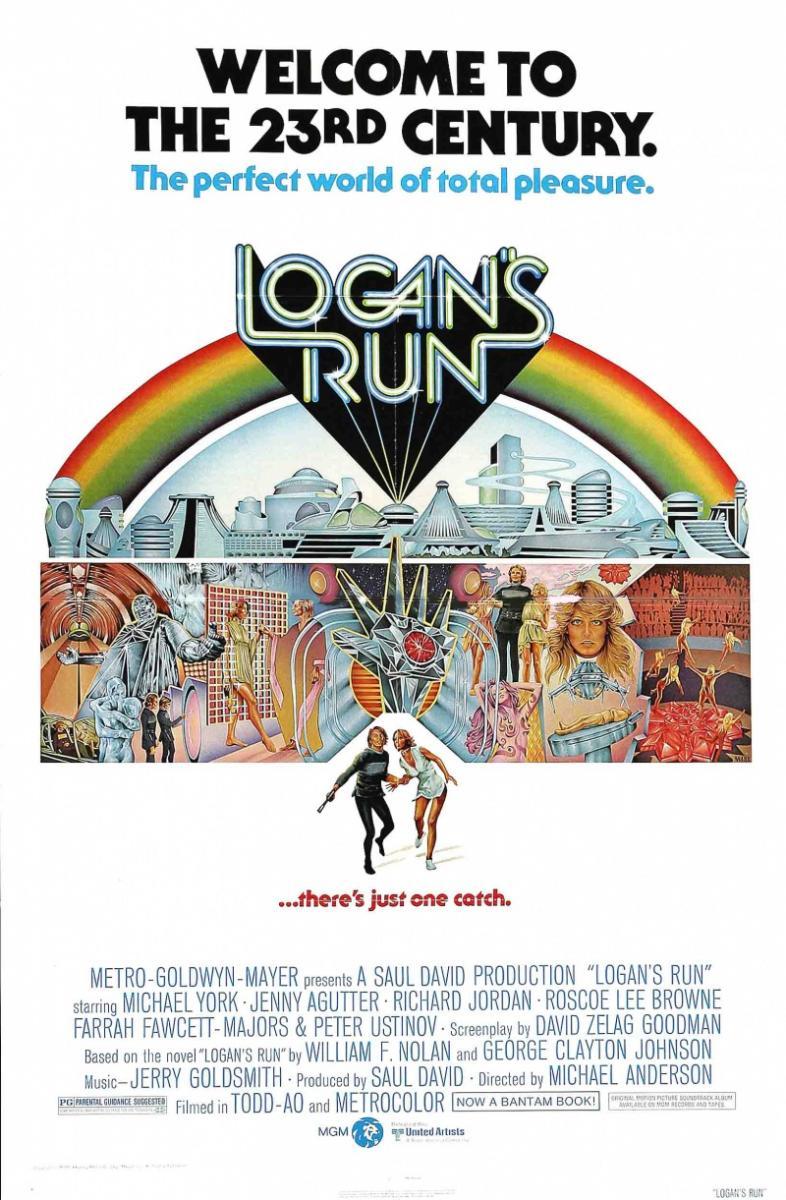 WELCOME TO
THE 23RD CENTURY.
The perfect world of total pleasure.
LOGAN'S
RUN
...there's just one catch.
METRO-GOLDWYN-MAYER presents A SAUL DAVID PRODUCTION "LOGAN'S RUN"
starring MICHAEL YORK · JENNY AGUTTER · RICHARD JORDAN · ROSCOE LEE BROWNE
FARRAH FAWCETT-MAJORS & PETER USTINOV · Screenplay by DAVID ZELAG GOODMAN
Based on the novel "LOGAN'S RUN" by WILLIAM F. NOLAN and GEORGE CLAYTON JOHNSON
Music—JERRY GOLDSMITH · Produced by SAUL DAVID · Directed by MICHAEL ANDERSON
PG PARENTAL GUIDANCE SUGGESTED
Filmed in TODD-AO and METROCOLOR
NOW A BANTAM BOOK!
ORIGINAL MOTION PICTURE SOUNDTRACK ALBUM
AVAILABLE ON MGM RECORDS AND TAPES
MGM
United Artists
"LOGAN'S RUN"